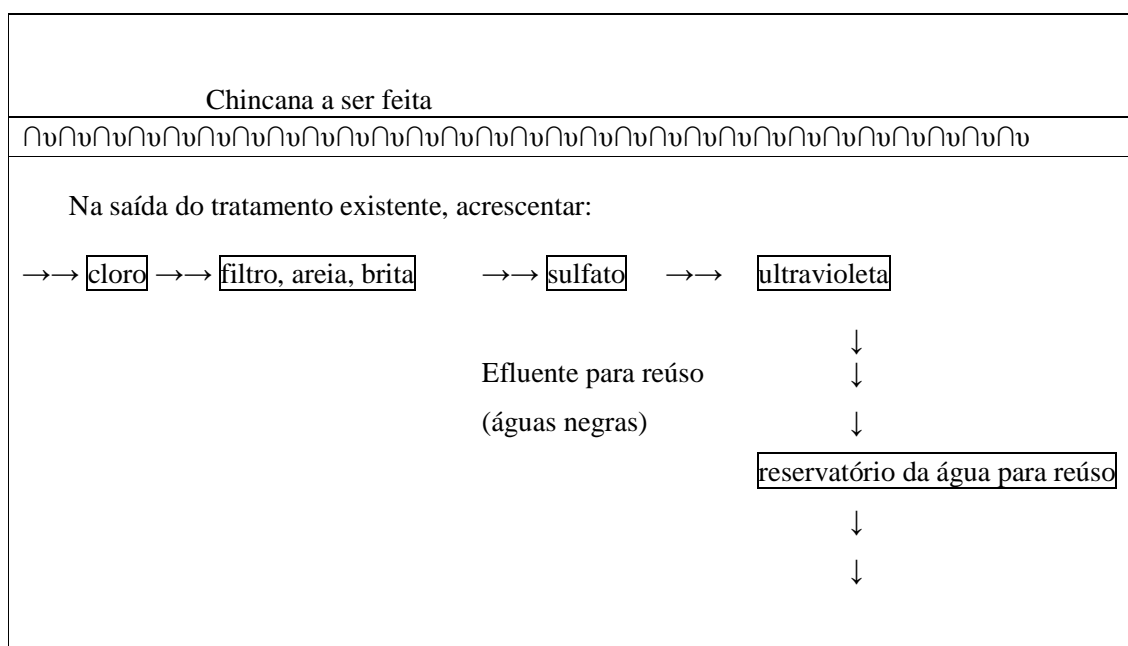 Chincana a ser feita
∩υ∩υ∩υ∩υ∩υ∩υ∩υ∩υ∩υ∩υ∩υ∩υ∩υ∩υ∩υ∩υ∩υ∩υ∩υ∩υ∩υ∩υ∩υ∩υ∩υ∩υ∩υ∩υ∩υ
Na saída do tratamento existente, acrescentar:
→→ cloro →→ filtro, areia, brita →→ sulfato →→ ultravioleta
↓
Efluente para reúso ↓
(águas negras) ↓
reservatório da água para reúso
↓
↓